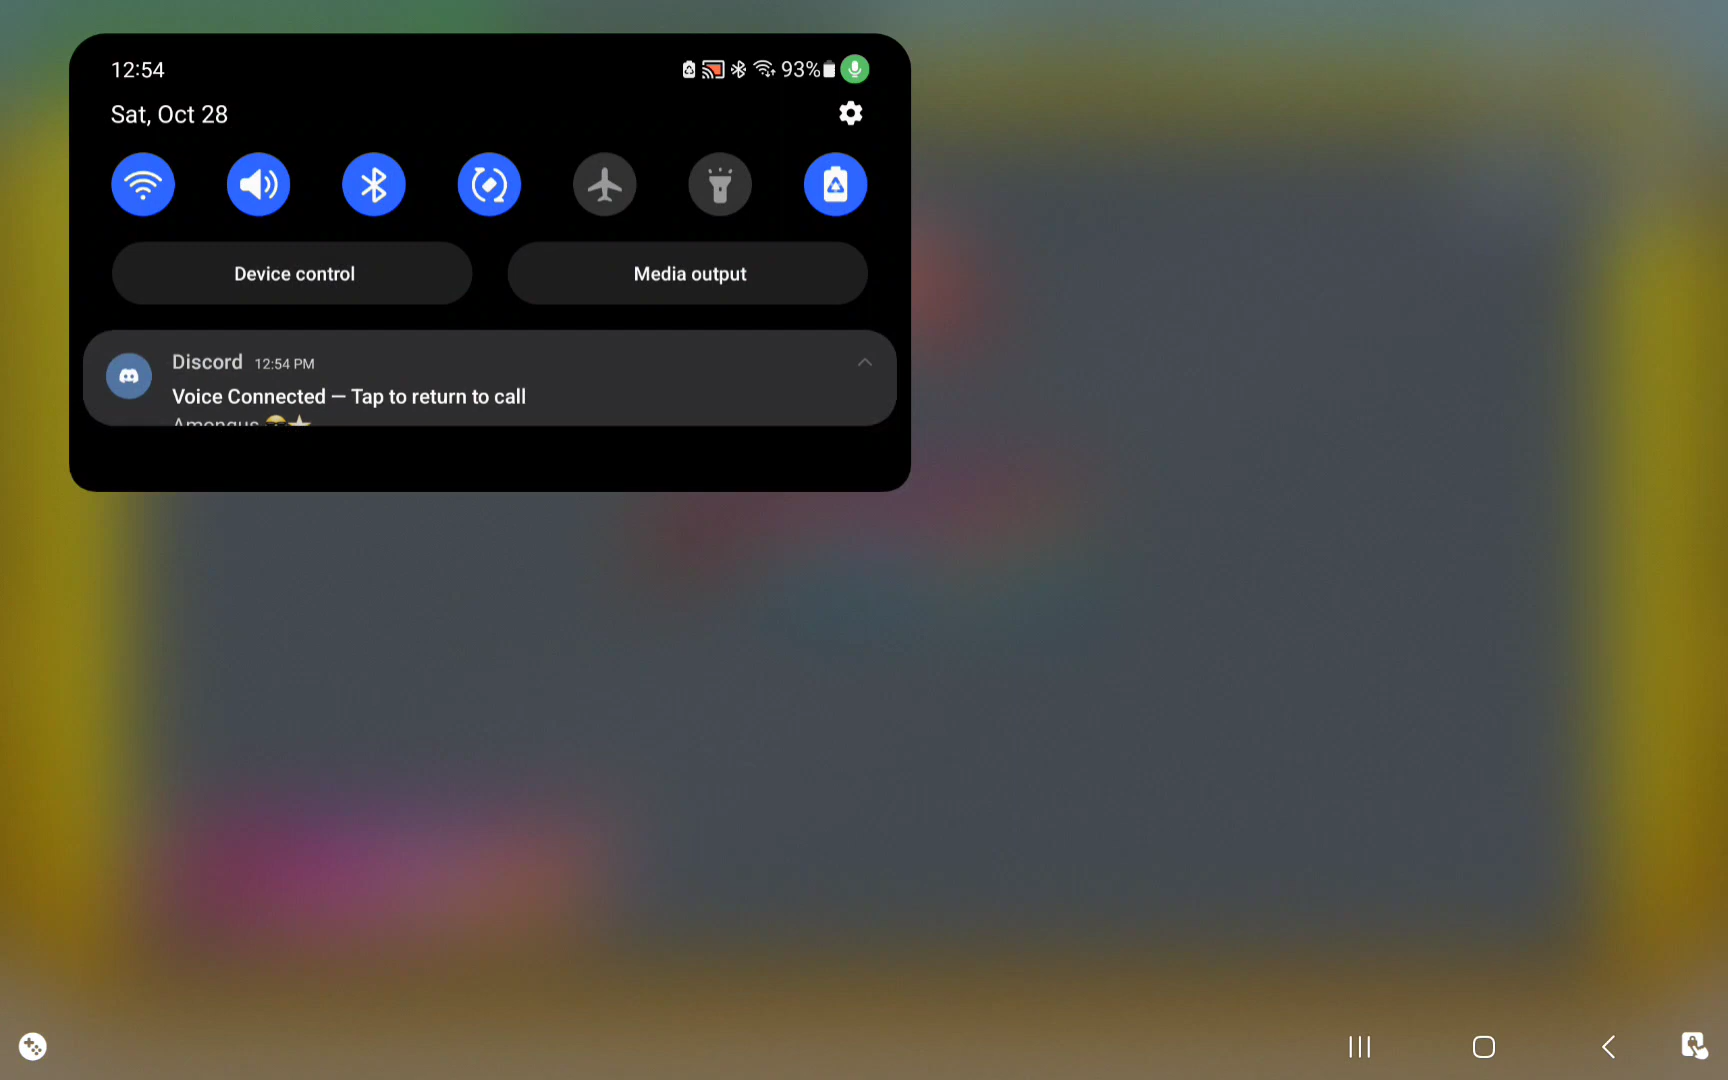 12:54
93%
Sat, Oct 28
Device control
Media output
Discord 12:54 PM
Voice Connected — Tap to return to call
Amongus 😎⭐